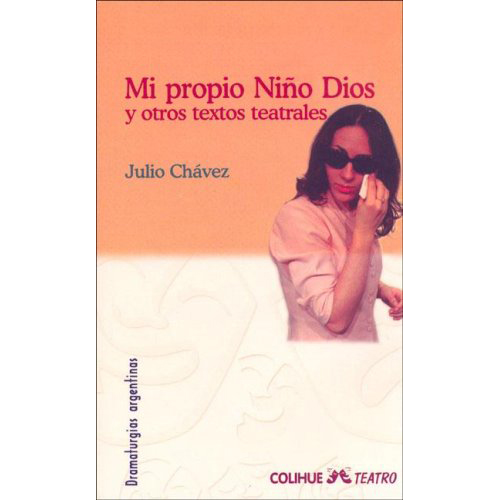 Mi propio Niño Dios
y otros textos teatrales
Julio Chávez
Dramaturgias argentinas
COLIHUE TEATRO